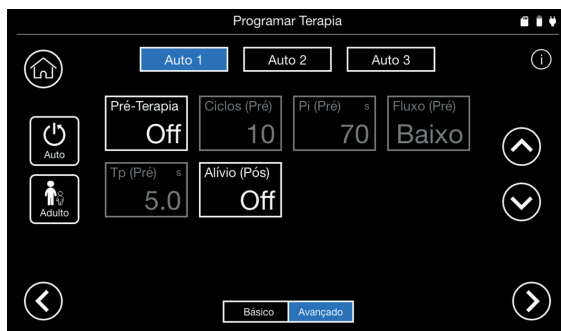 Programar Terapia
Auto 1 Auto 2 Auto 3
i
Pré-Terapia Ciclos (Pré) Pi (Pré) s Fluxo (Pré)
Off 10 70 Baixo
Auto
Tp (Pré) s Alívio (Pós)
5.0 Off
Adulto
Básico Avançado